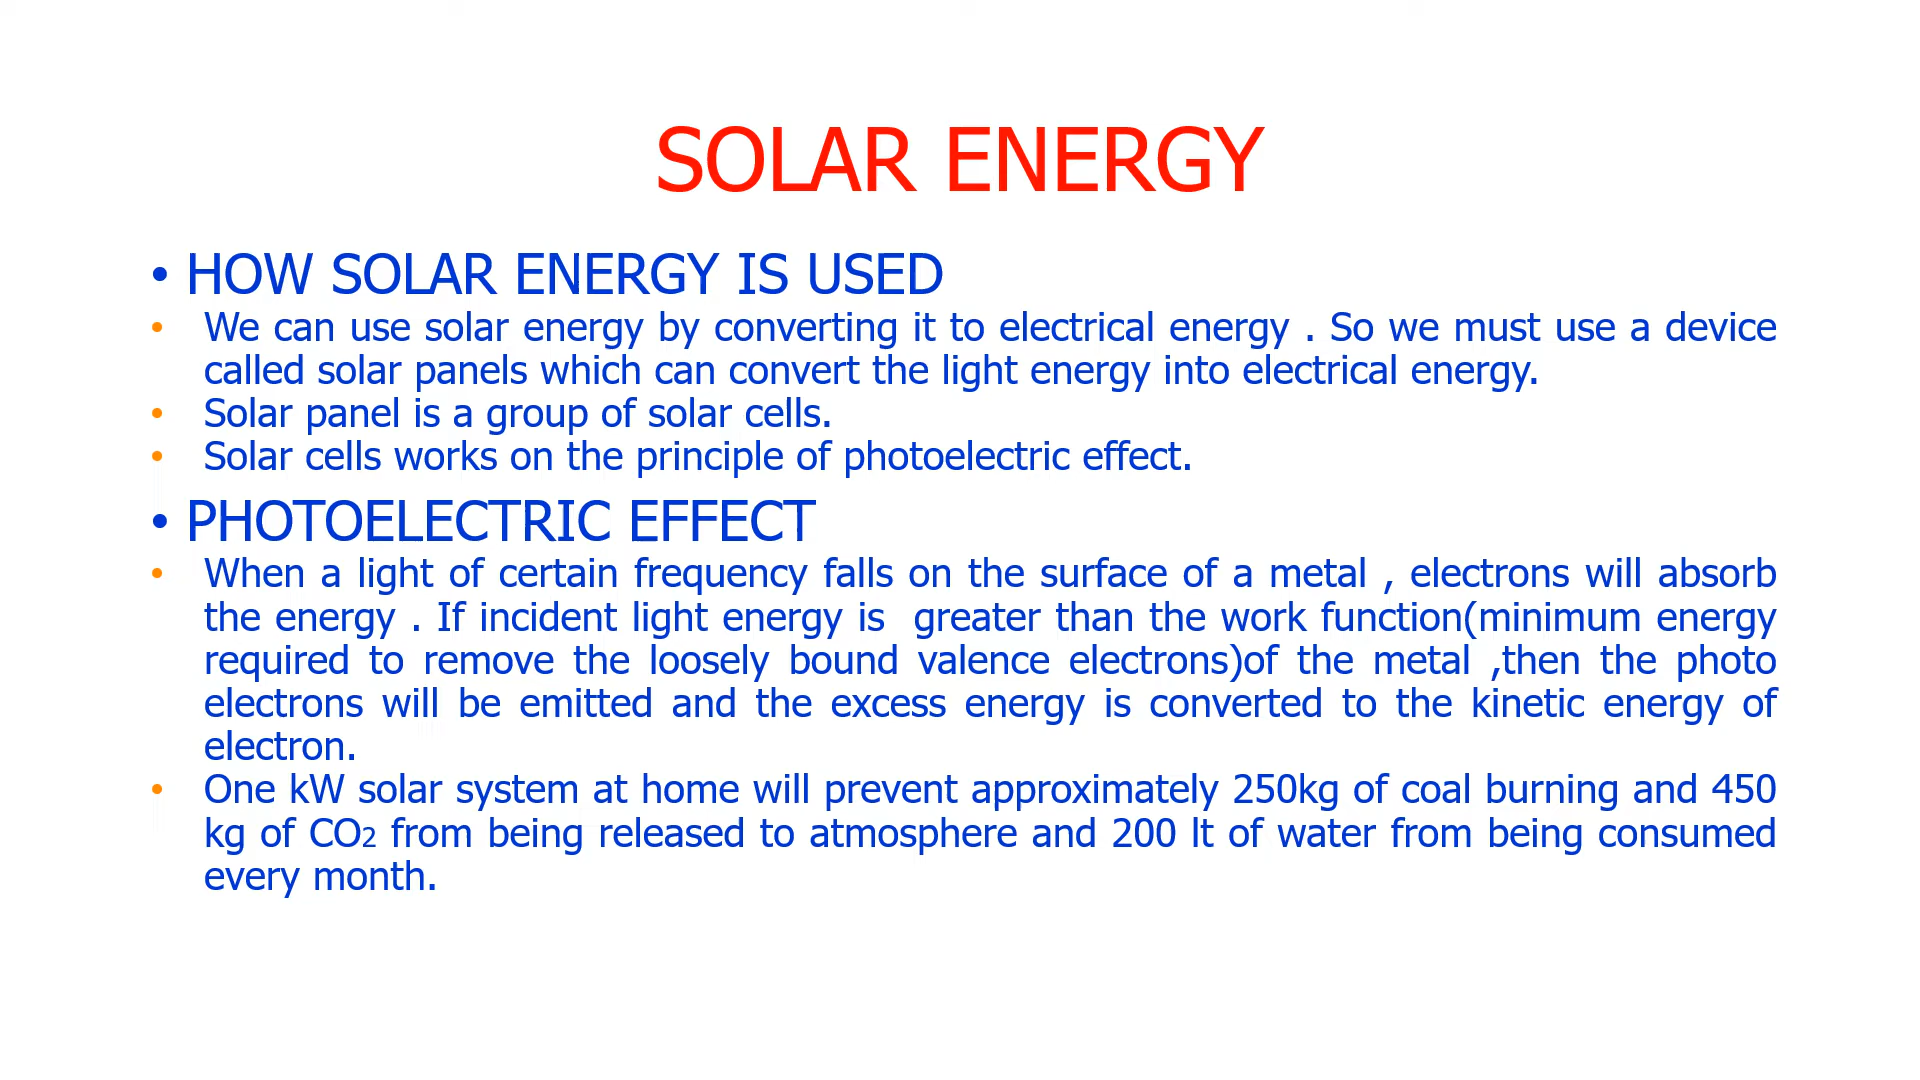 SOLAR ENERGY
• HOW SOLAR ENERGY IS USED
• We can use solar energy by converting it to electrical energy . So we must use a device
called solar panels which can convert the light energy into electrical energy.
• Solar panel is a group of solar cells.
• Solar cells works on the principle of photoelectric effect.
• PHOTOELECTRIC EFFECT
• When a light of certain frequency falls on the surface of a metal , electrons will absorb
the energy . If incident light energy is  greater than the work function(minimum energy
required to remove the loosely bound valence electrons)of the metal ,then the photo
electrons will be emitted and the excess energy is converted to the kinetic energy of
electron.
• One kW solar system at home will prevent approximately 250kg of coal burning and 450
kg of CO2 from being released to atmosphere and 200 lt of water from being consumed
every month.